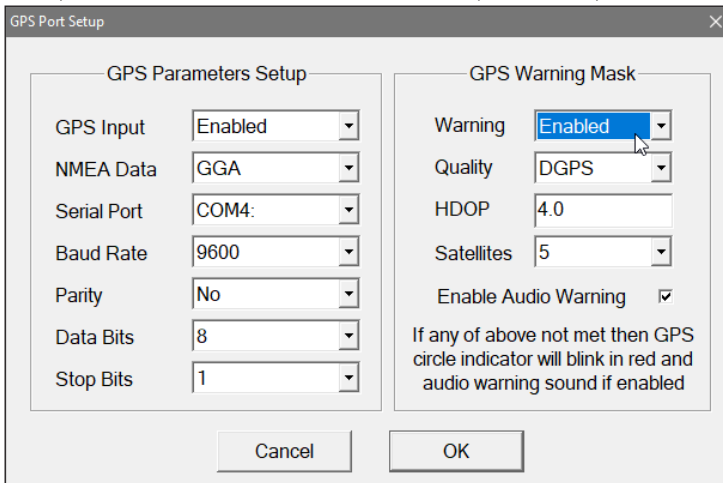 GPS Port Setup
GPS Parameters Setup
GPS Input Enabled
NMEA Data GGA
Serial Port COM4:
Baud Rate 9600
Parity No
Data Bits 8
Stop Bits 1
GPS Warning Mask
Warning Enabled
Quality DGPS
HDOP 4.0
Satellites 5
Enable Audio Warning
If any of above not met then GPS
circle indicator will blink in red and
audio warning sound if enabled
Cancel OK